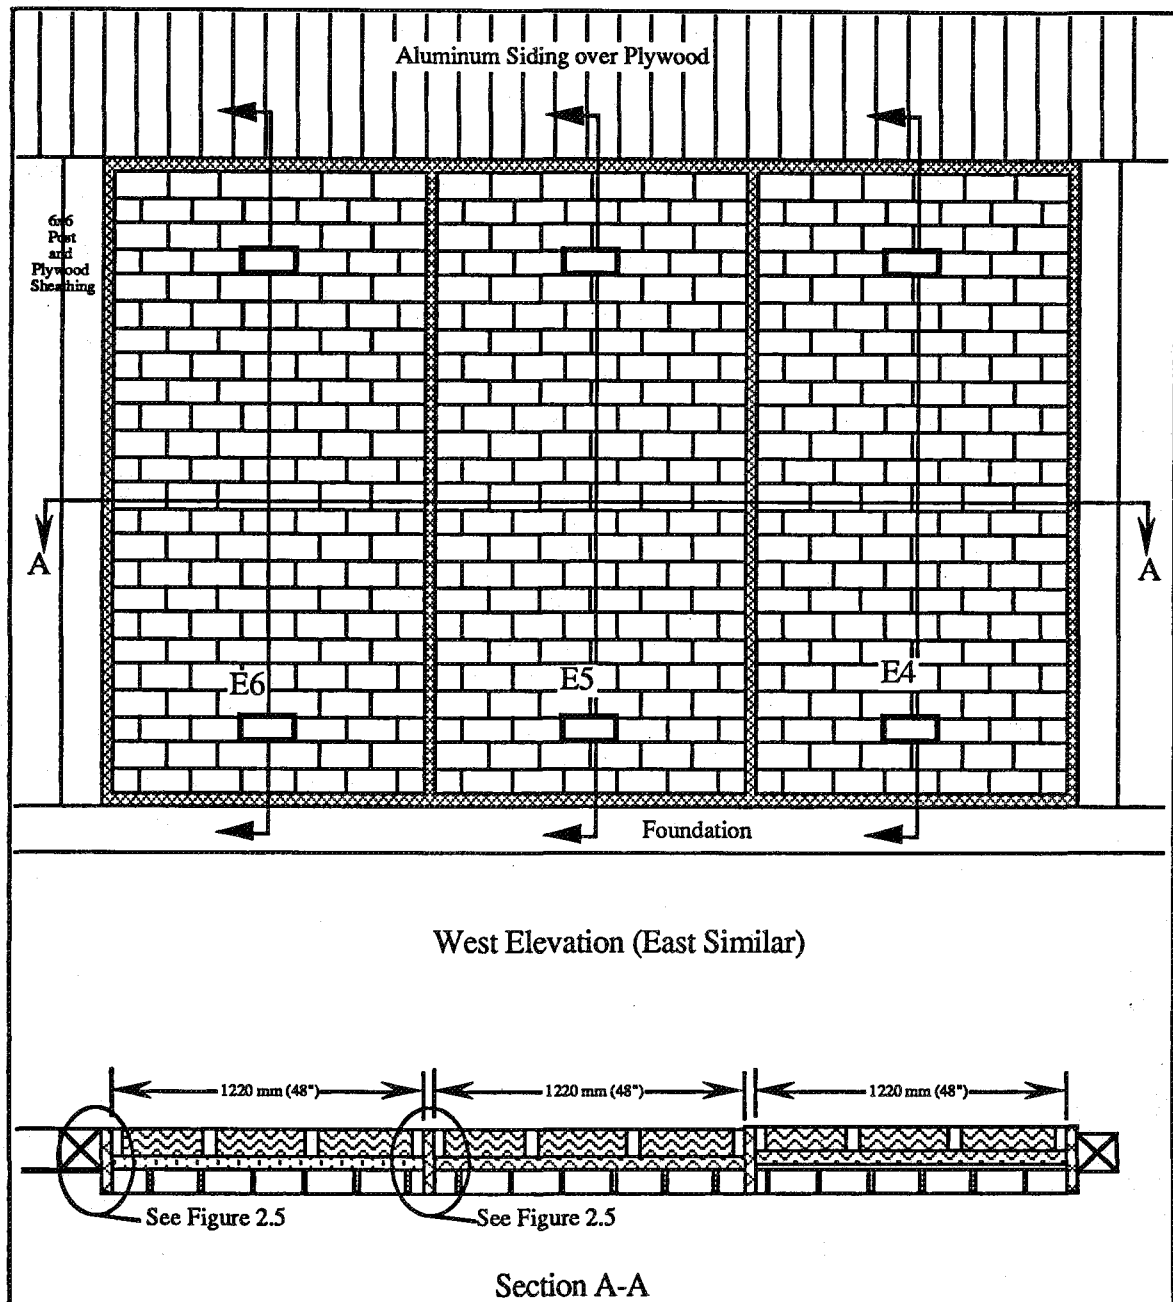 Aluminum Siding over Plywood
6x6
Post
and
Plywood
Sheathing
A
A
E6
E5
E4
Foundation
West Elevation (East Similar)
1220 mm (48")
1220 mm (48")
1220 mm (48")
See Figure 2.5
See Figure 2.5
Section A-A